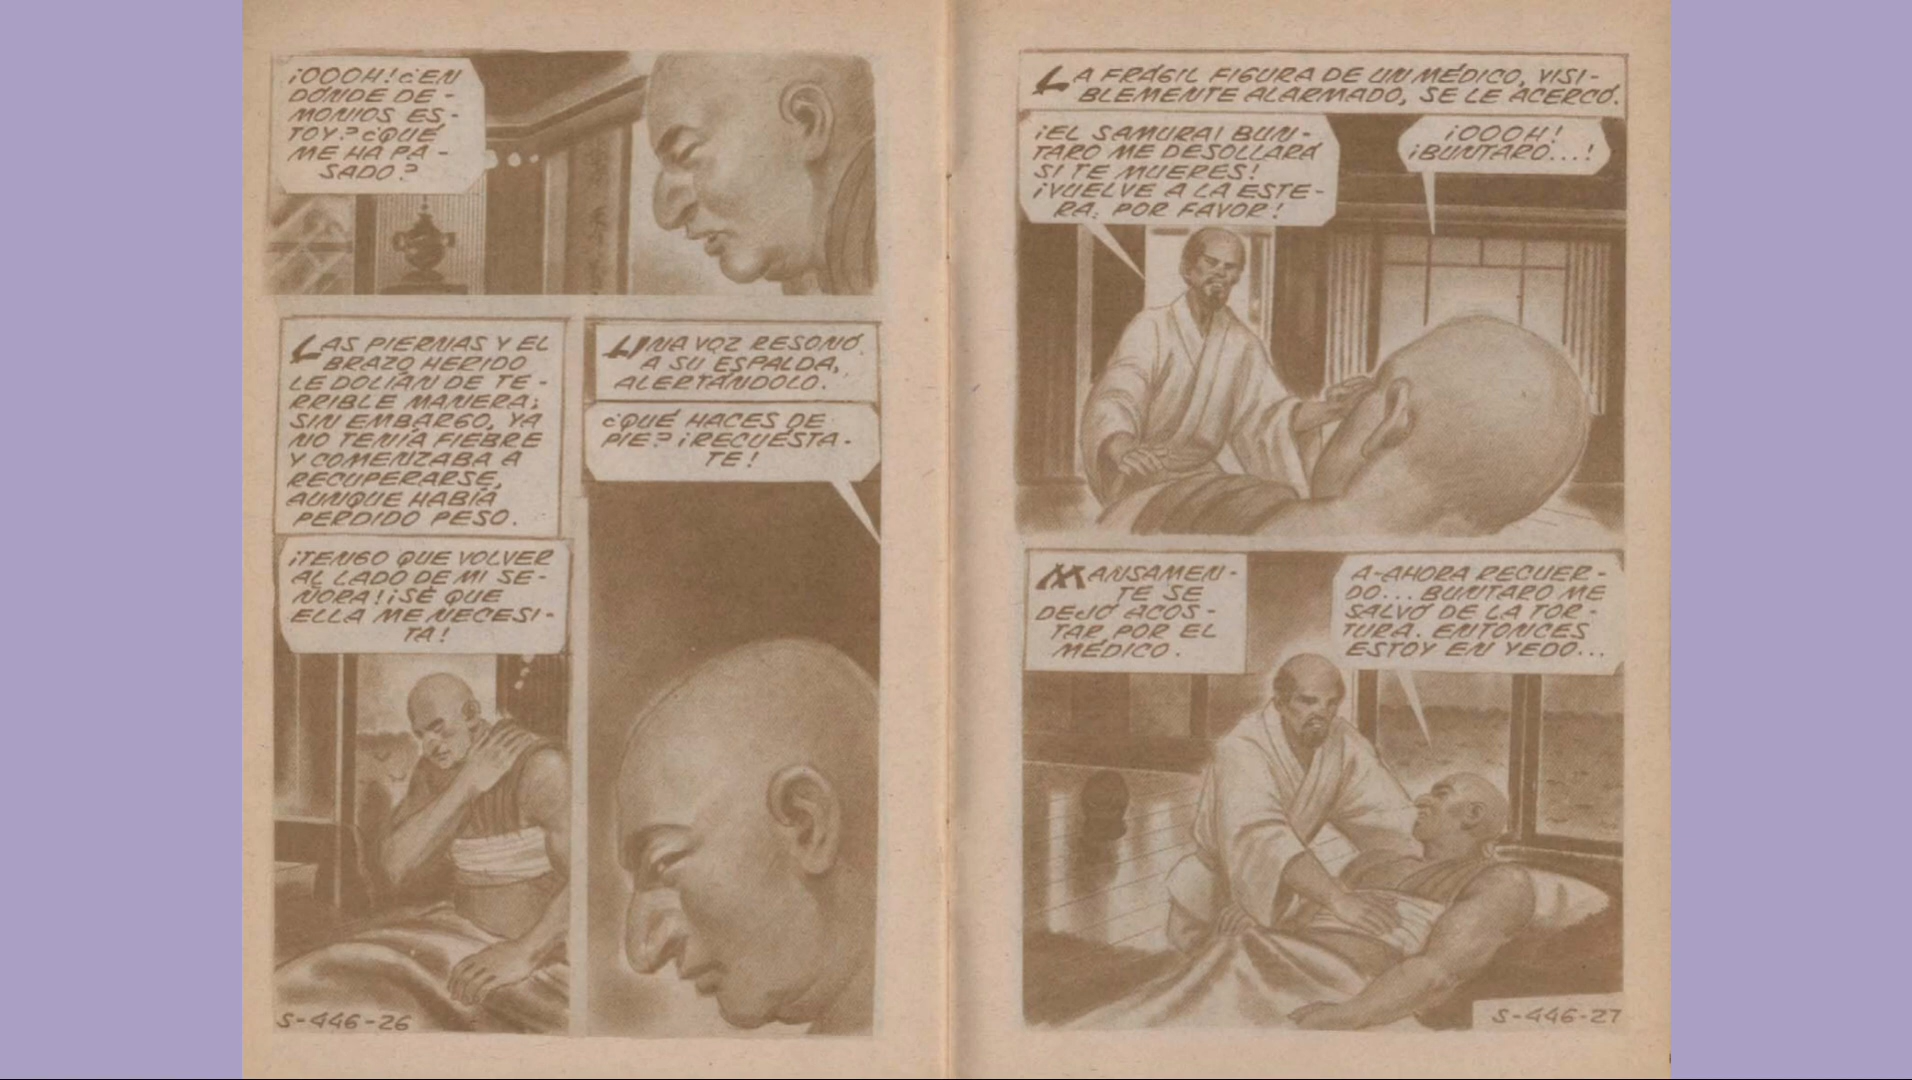 ¡OOOH! ¿EN
DÓNDE DE-
MONIOS ES-
TOY? ¿QUÉ
ME HA PA-
SADO?
LAS PIERNAS Y EL
BRAZO HERIDO
LE DOLÍAN DE TE-
RRIBLE MANERA;
SIN EMBARGO, YA
NO TENÍA FIEBRE
Y COMENZABA A
RECUPERARSE,
AUNQUE HABÍA
PERDIDO PESO.
¡TENGO QUE VOLVER
AL LADO DE MI SE-
ÑORA! ¡SÉ QUE
ELLA ME NECESI-
TA!
UNA VOZ RESONÓ
A SU ESPALDA,
ALERTÁNDOLO.
¿QUÉ HACES DE
PIE? ¡RECUÉSTA-
TE!
S-446-26
LA FRÁGIL FIGURA DE UN MÉDICO, VISI-
BLEMENTE ALARMADO, SE LE ACERCÓ.
¡EL SAMURAI BUN-
TARO ME DESOLLARÁ
SI TE MUERES!
¡VUELVE A LA ESTE-
RA, POR FAVOR!
¡OOOH!
¡BUNTARO...!
MANSAMEN-
TE SE
DEJÓ ACOS-
TAR POR EL
MÉDICO.
A-AHORA RECUER-
DO... BUNTARO ME
SALVÓ DE LA TOR-
TURA. ENTONCES
ESTOY EN YEDO...
S-446-27